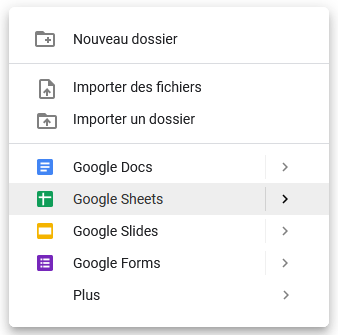 Nouveau dossier
Importer des fichiers
Importer un dossier
Google Docs
Google Sheets
Google Slides
Google Forms
Plus